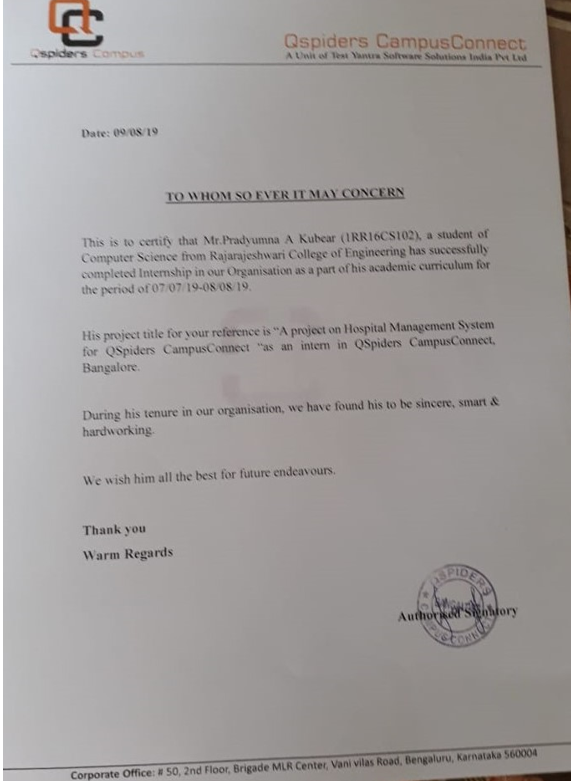 Qspiders Campus
Qspiders CampusConnect
A Unit of Test Yantra Software Solutions India Pvt Ltd
Date: 09/08/19
TO WHOM SO EVER IT MAY CONCERN
This is to certify that Mr.Pradyumna A Kubear (1RR16CS102), a student of
Computer Science from Rajarajeshwari College of Engineering has successfully
completed Internship in our Organisation as a part of his academic curriculum for
the period of 07/07/19-08/08/19.
His project title for your reference is “A project on Hospital Management System
for QSpiders CampusConnect “as an intern in QSpiders CampusConnect,
Bangalore.
During his tenure in our organisation, we have found his to be sincere, smart &
hardworking.
We wish him all the best for future endeavours.
Thank you
Warm Regards
QSPIDERS
Authorised Signatory
Corporate Office: # 50, 2nd Floor, Brigade MLR Center, Vani vilas Road, Bengaluru, Karnataka 560004